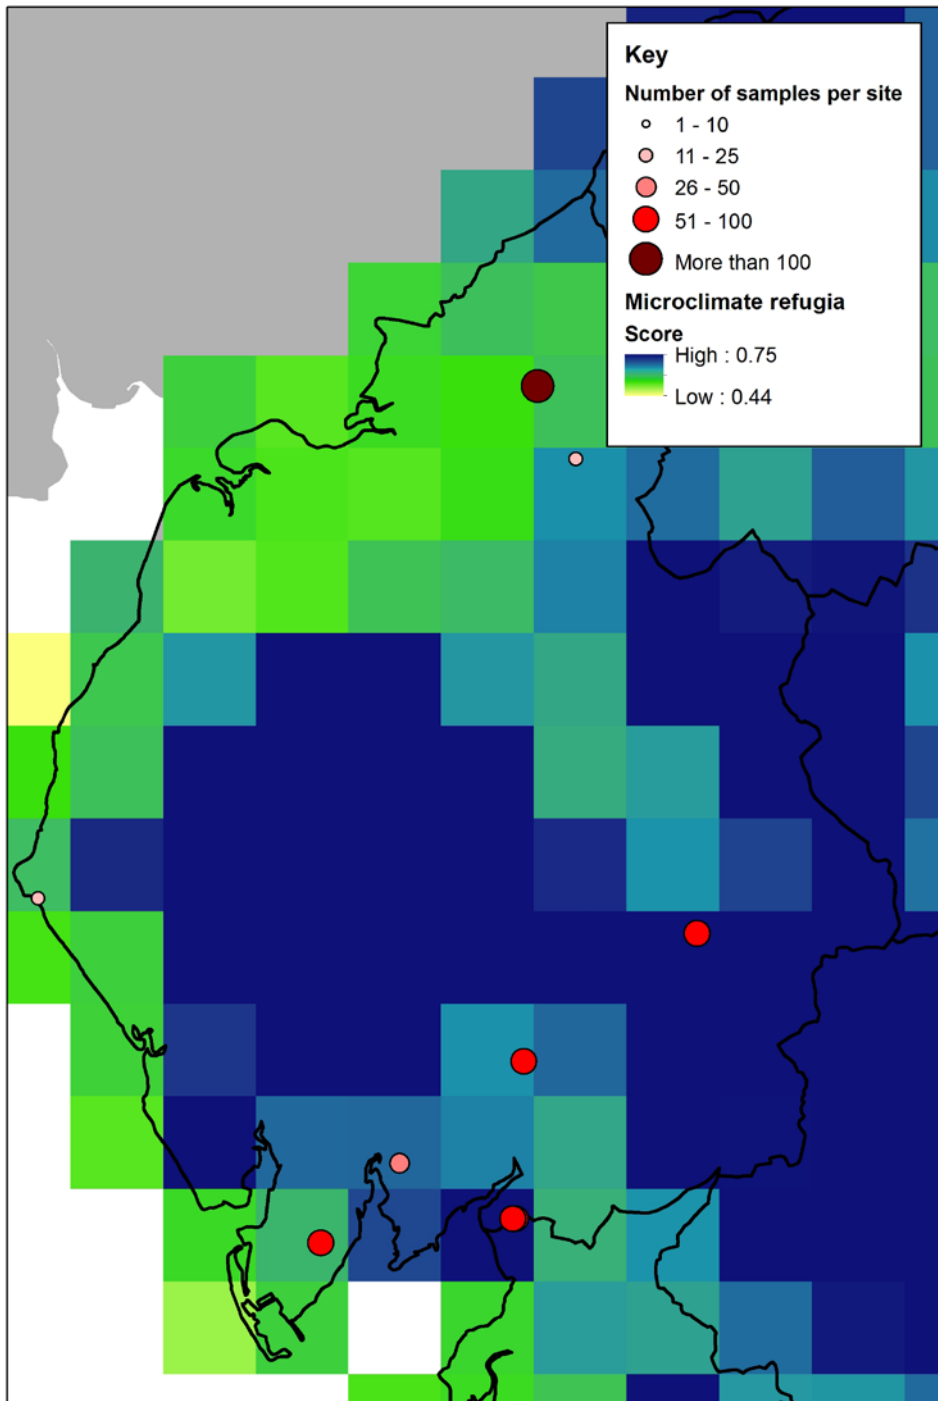 Key
Number of samples per site
1 - 10
11 - 25
26 - 50
51 - 100
More than 100
Microclimate refugia
Score
High : 0.75
Low : 0.44